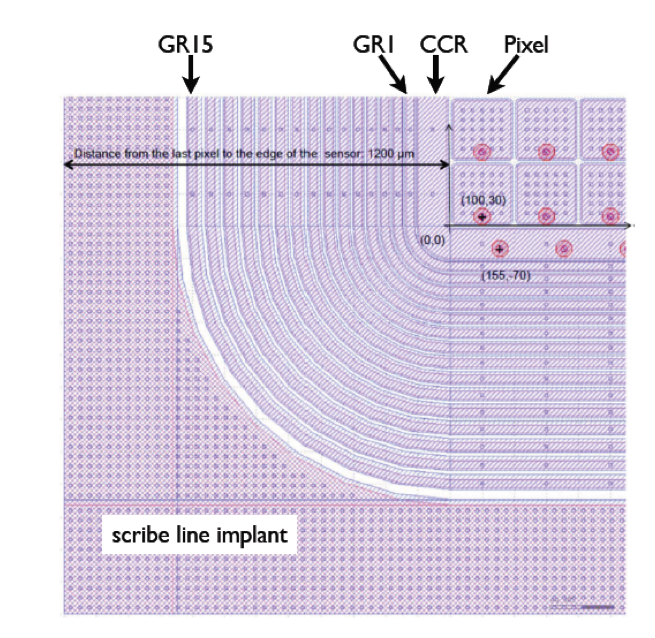 GR15 GR1 CCR Pixel
Distance from the last pixel to the edge of the sensor: 1200 μm
(100,30)
(0,0)
(155,-70)
scribe line implant